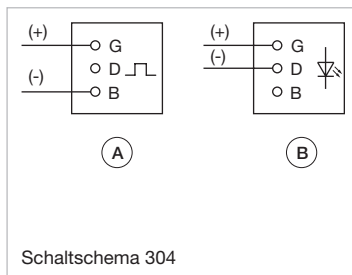 (+) G
D
(-) B
A
(+) G
(-) D
B
B
Schaltschema 304